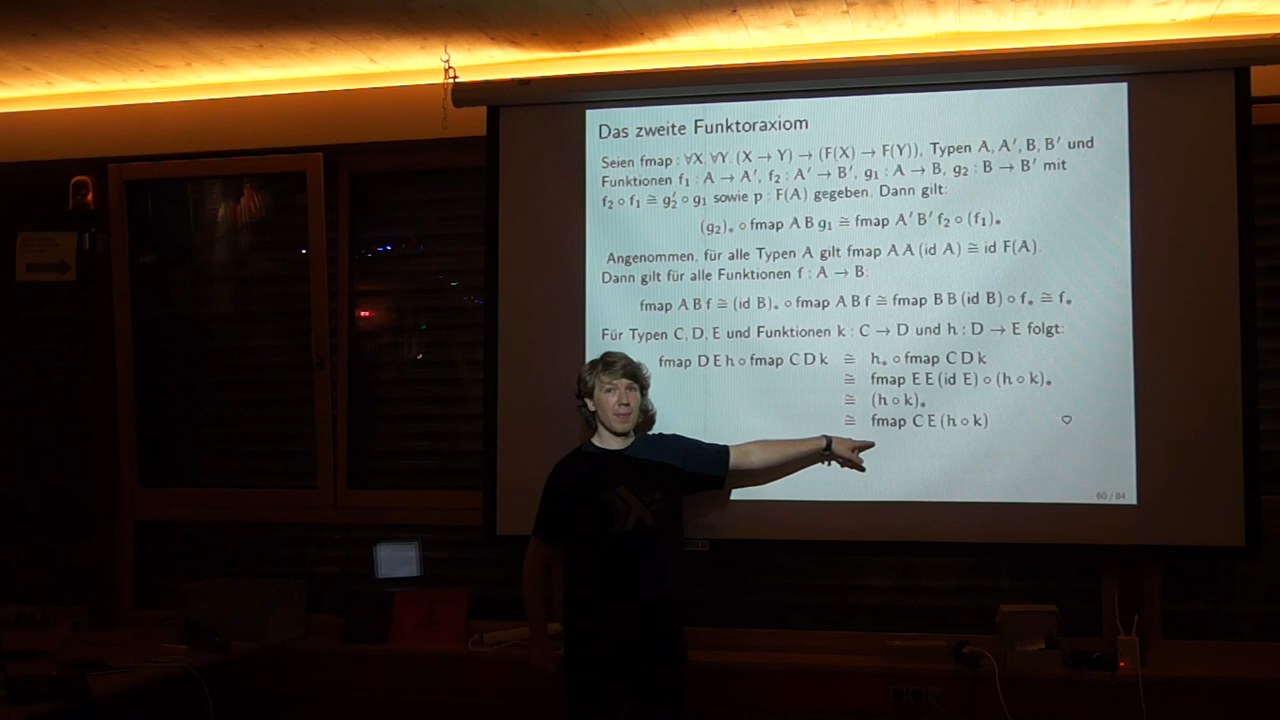 Das zweite Funktoraxiom
Seien fmap : ∀X. ∀Y. (X → Y) → (F(X) → F(Y)), Typen A, A′, B, B′ und
Funktionen f₁ : A → A′, f₂ : A′ → B′, g₁ : A → B, g₂ : B → B′ mit
f₂ ∘ f₁ ≅ g₂′ ∘ g₁ sowie p : F(A) gegeben. Dann gilt:
(g₂)ₒ ∘ fmap A B g₁ ≅ fmap A′ B′ f₂ ∘ (f₁)ₒ
Angenommen, für alle Typen A gilt fmap A A (id A) ≅ id F(A).
Dann gilt für alle Funktionen f : A → B:
fmap A B f ≅ (id B)ₒ ∘ fmap A B f ≅ fmap B B (id B) ∘ fₒ ≅ fₒ
Für Typen C, D, E und Funktionen k : C → D und h : D → E folgt:
fmap D E h ∘ fmap C D k ≅ hₒ ∘ fmap C D k
≅ fmap E E (id E) ∘ (h ∘ k)ₒ
≅ (h ∘ k)ₒ
≅ fmap C E (h ∘ k) ♡
60 / 84